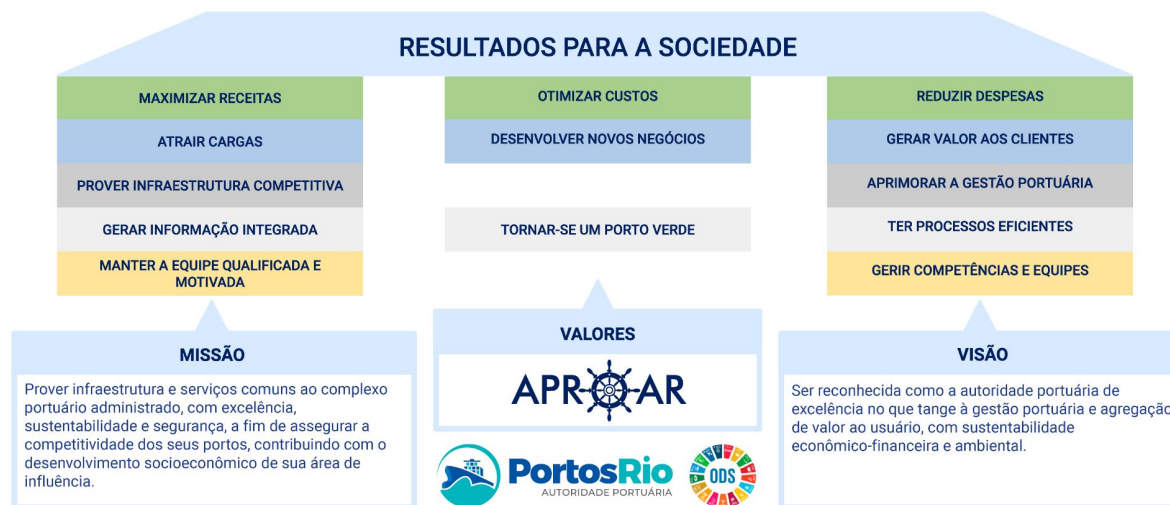 RESULTADOS PARA A SOCIEDADE
MAXIMIZAR RECEITAS
OTIMIZAR CUSTOS
REDUZIR DESPESAS
ATRAIR CARGAS
DESENVOLVER NOVOS NEGÓCIOS
GERAR VALOR AOS CLIENTES
PROVER INFRAESTRUTURA COMPETITIVA
APRIMORAR A GESTÃO PORTUÁRIA
GERAR INFORMAÇÃO INTEGRADA
TORNAR-SE UM PORTO VERDE
TER PROCESSOS EFICIENTES
MANTER A EQUIPE QUALIFICADA E
MOTIVADA
GERIR COMPETÊNCIAS E EQUIPES
MISSÃO
Prover infraestrutura e serviços comuns ao complexo
portuário administrado, com excelência,
sustentabilidade e segurança, a fim de assegurar a
competitividade dos seus portos, contribuindo com o
desenvolvimento socioeconômico de sua área de
influência.
VALORES
APROAR
PortosRio
AUTORIDADE PORTUÁRIA
ODS
VISÃO
Ser reconhecida como a autoridade portuária de
excelência no que tange à gestão portuária e agregação
de valor ao usuário, com sustentabilidade
econômico-financeira e ambiental.